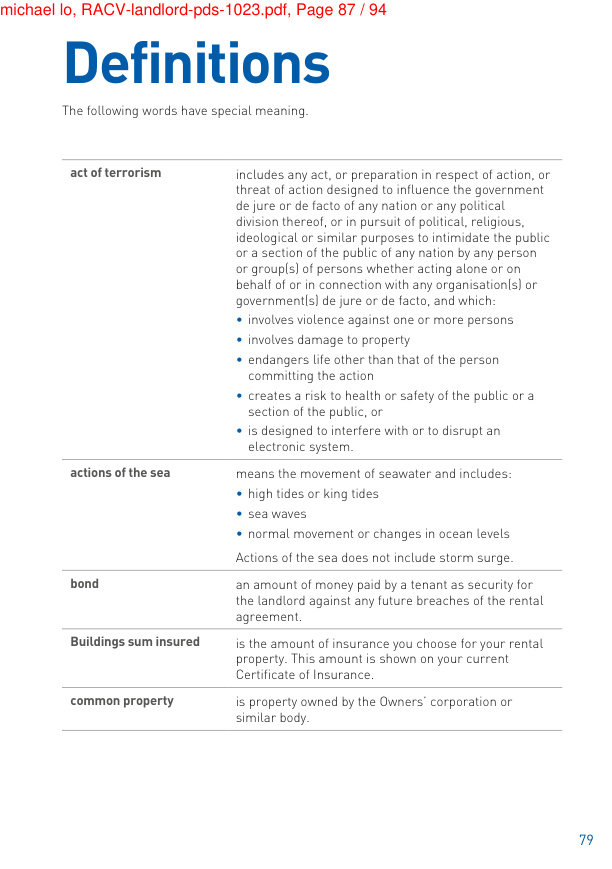 michael lo, RACV-landlord-pds-1023.pdf, Page 87 / 94
Definitions
The following words have special meaning.
act of terrorism
includes any act, or preparation in respect of action, or
threat of action designed to influence the government
de jure or de facto of any nation or any political
division thereof, or in pursuit of political, religious,
ideological or similar purposes to intimidate the public
or a section of the public of any nation by any person
or group(s) of persons whether acting alone or on
behalf of or in connection with any organisation(s) or
government(s) de jure or de facto, and which:
• involves violence against one or more persons
• involves damage to property
• endangers life other than that of the person
committing the action
• creates a risk to health or safety of the public or a
section of the public, or
• is designed to interfere with or to disrupt an
electronic system.
actions of the sea
means the movement of seawater and includes:
• high tides or king tides
• sea waves
• normal movement or changes in ocean levels
Actions of the sea does not include storm surge.
bond
an amount of money paid by a tenant as security for
the landlord against any future breaches of the rental
agreement.
Buildings sum insured
is the amount of insurance you choose for your rental
property. This amount is shown on your current
Certificate of Insurance.
common property
is property owned by the Owners' corporation or
similar body.
79